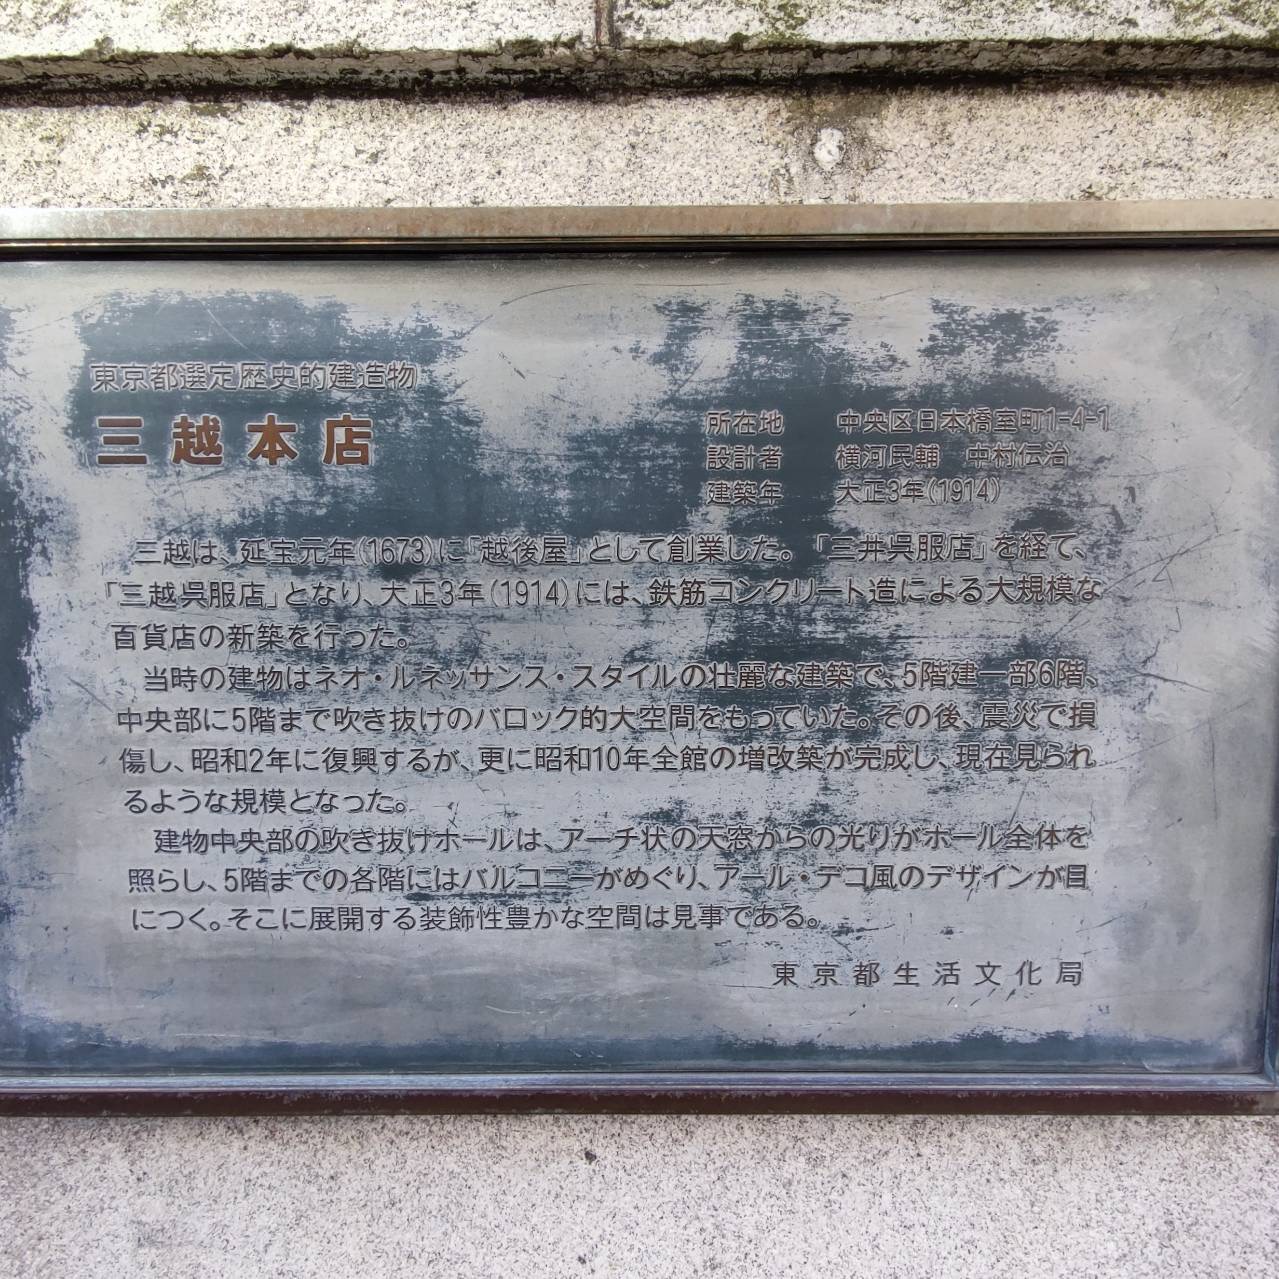 東京都選定歴史的建造物
三越本店
所在地 中央区日本橋室町1-4-1
設計者 横河民輔 中村伝治
建築年 大正3年(1914)
三越は、延宝元年(1673)に「越後屋」として創業した。「三井呉服店」を経て、
「三越呉服店」となり、大正3年(1914)には、鉄筋コンクリート造による大規模な
百貨店の新築を行った。
当時の建物はネオ・ルネッサンス・スタイルの壮麗な建築で、5階建一部6階、
中央部に5階まで吹き抜けのバロック的大空間をもっていた。その後、震災で損
傷し、昭和2年に復興するが、更に昭和10年全館の増改築が完成し、現在見られ
るような規模となった。
建物中央部の吹き抜けホールは、アーチ状の天窓からの光りがホール全体を
照らし、5階までの各階にはバルコニーがめぐり、アール・デコ風のデザインが目
につく。そこに展開する装飾性豊かな空間は見事である。
東京都生活文化局